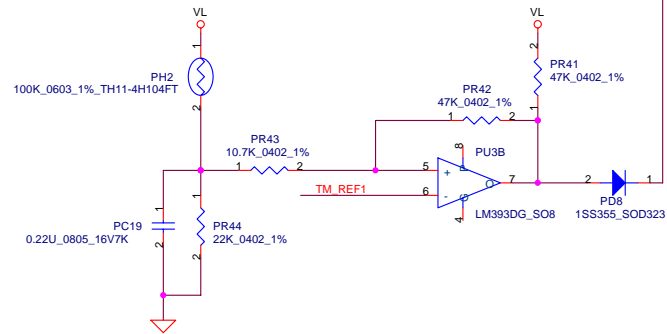 VL
VL
1
PH2
100K_0603_1%_TH11-4H104FT
2
2
PR41
47K_0402_1%
1
PR42
47K_0402_1%
1
2
PR43
10.7K_0402_1%
1
2
8
PU3B
5
+
P
TM_REF1
6
-
G
O
7
4
LM393DG_SO8
2
1
PD8
1SS355_SOD323
1
PC19
0.22U_0805_16V7K
2
1
PR44
22K_0402_1%
2